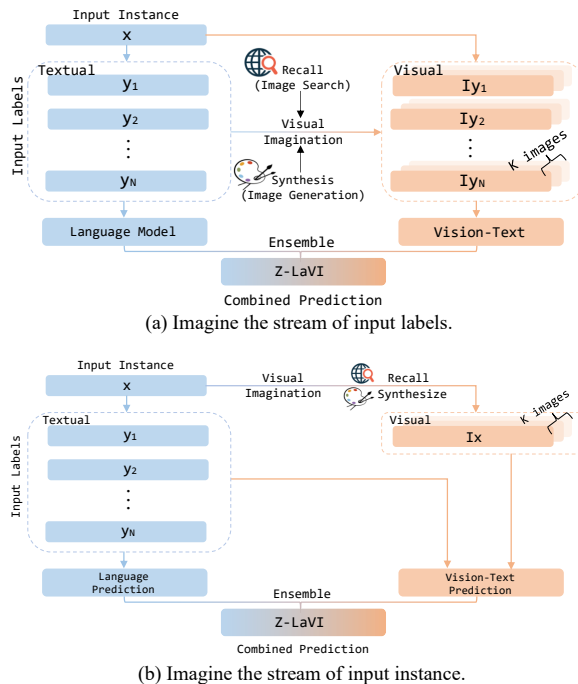 Input Instance
x
Input Labels
Textual
y1
y2
⋮
yN
Recall
(Image Search)
Visual
Imagination
Synthesis
(Image Generation)
Visual
Iy1
Iy2
⋮
IyN
K images
Language Model
Vision-Text
Ensemble
Z-LaVI
Combined Prediction
(a) Imagine the stream of input labels.
Input Instance
x
Visual
Imagination
Recall
Synthesize
Input Labels
Textual
y1
y2
⋮
yN
Visual
Ix
K images
Language
Prediction
Vision-Text
Prediction
Ensemble
Z-LaVI
Combined Prediction
(b) Imagine the stream of input instance.